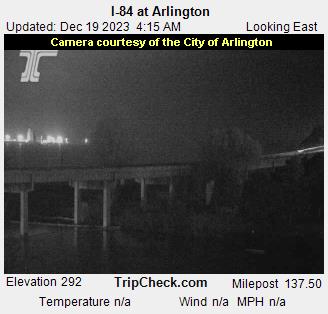 I-84 at Arlington
Updated: Dec 19 2023 4:15 AM Looking East
Camera courtesy of the City of Arlington
Elevation 292 TripCheck.com Milepost 137.50
Temperature n/a Wind n/a MPH n/a